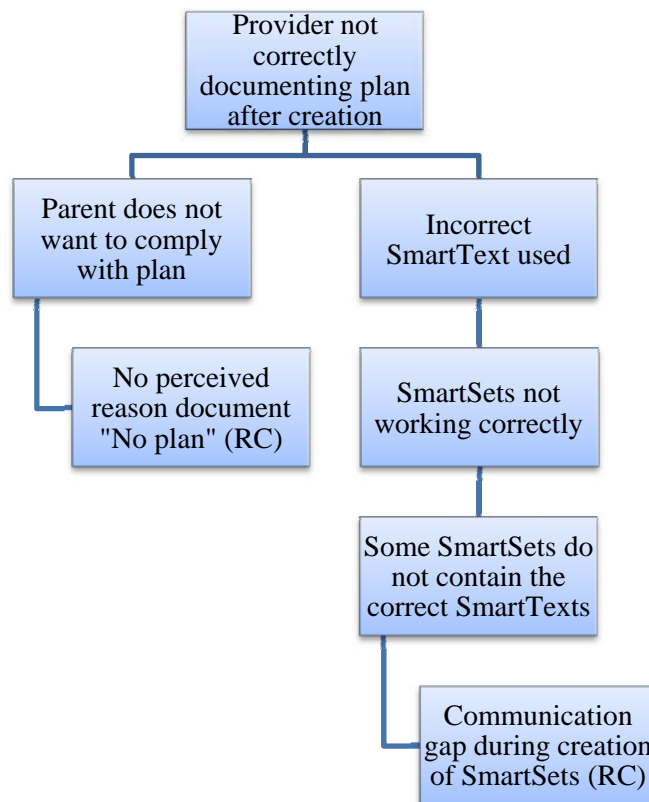 Provider not
correctly
documenting plan
after creation
Parent does not
want to comply
with plan
No perceived
reason document
"No plan" (RC)
Incorrect
SmartText used
SmartSets not
working correctly
Some SmartSets do
not contain the
correct SmartTexts
Communication
gap during creation
of SmartSets (RC)